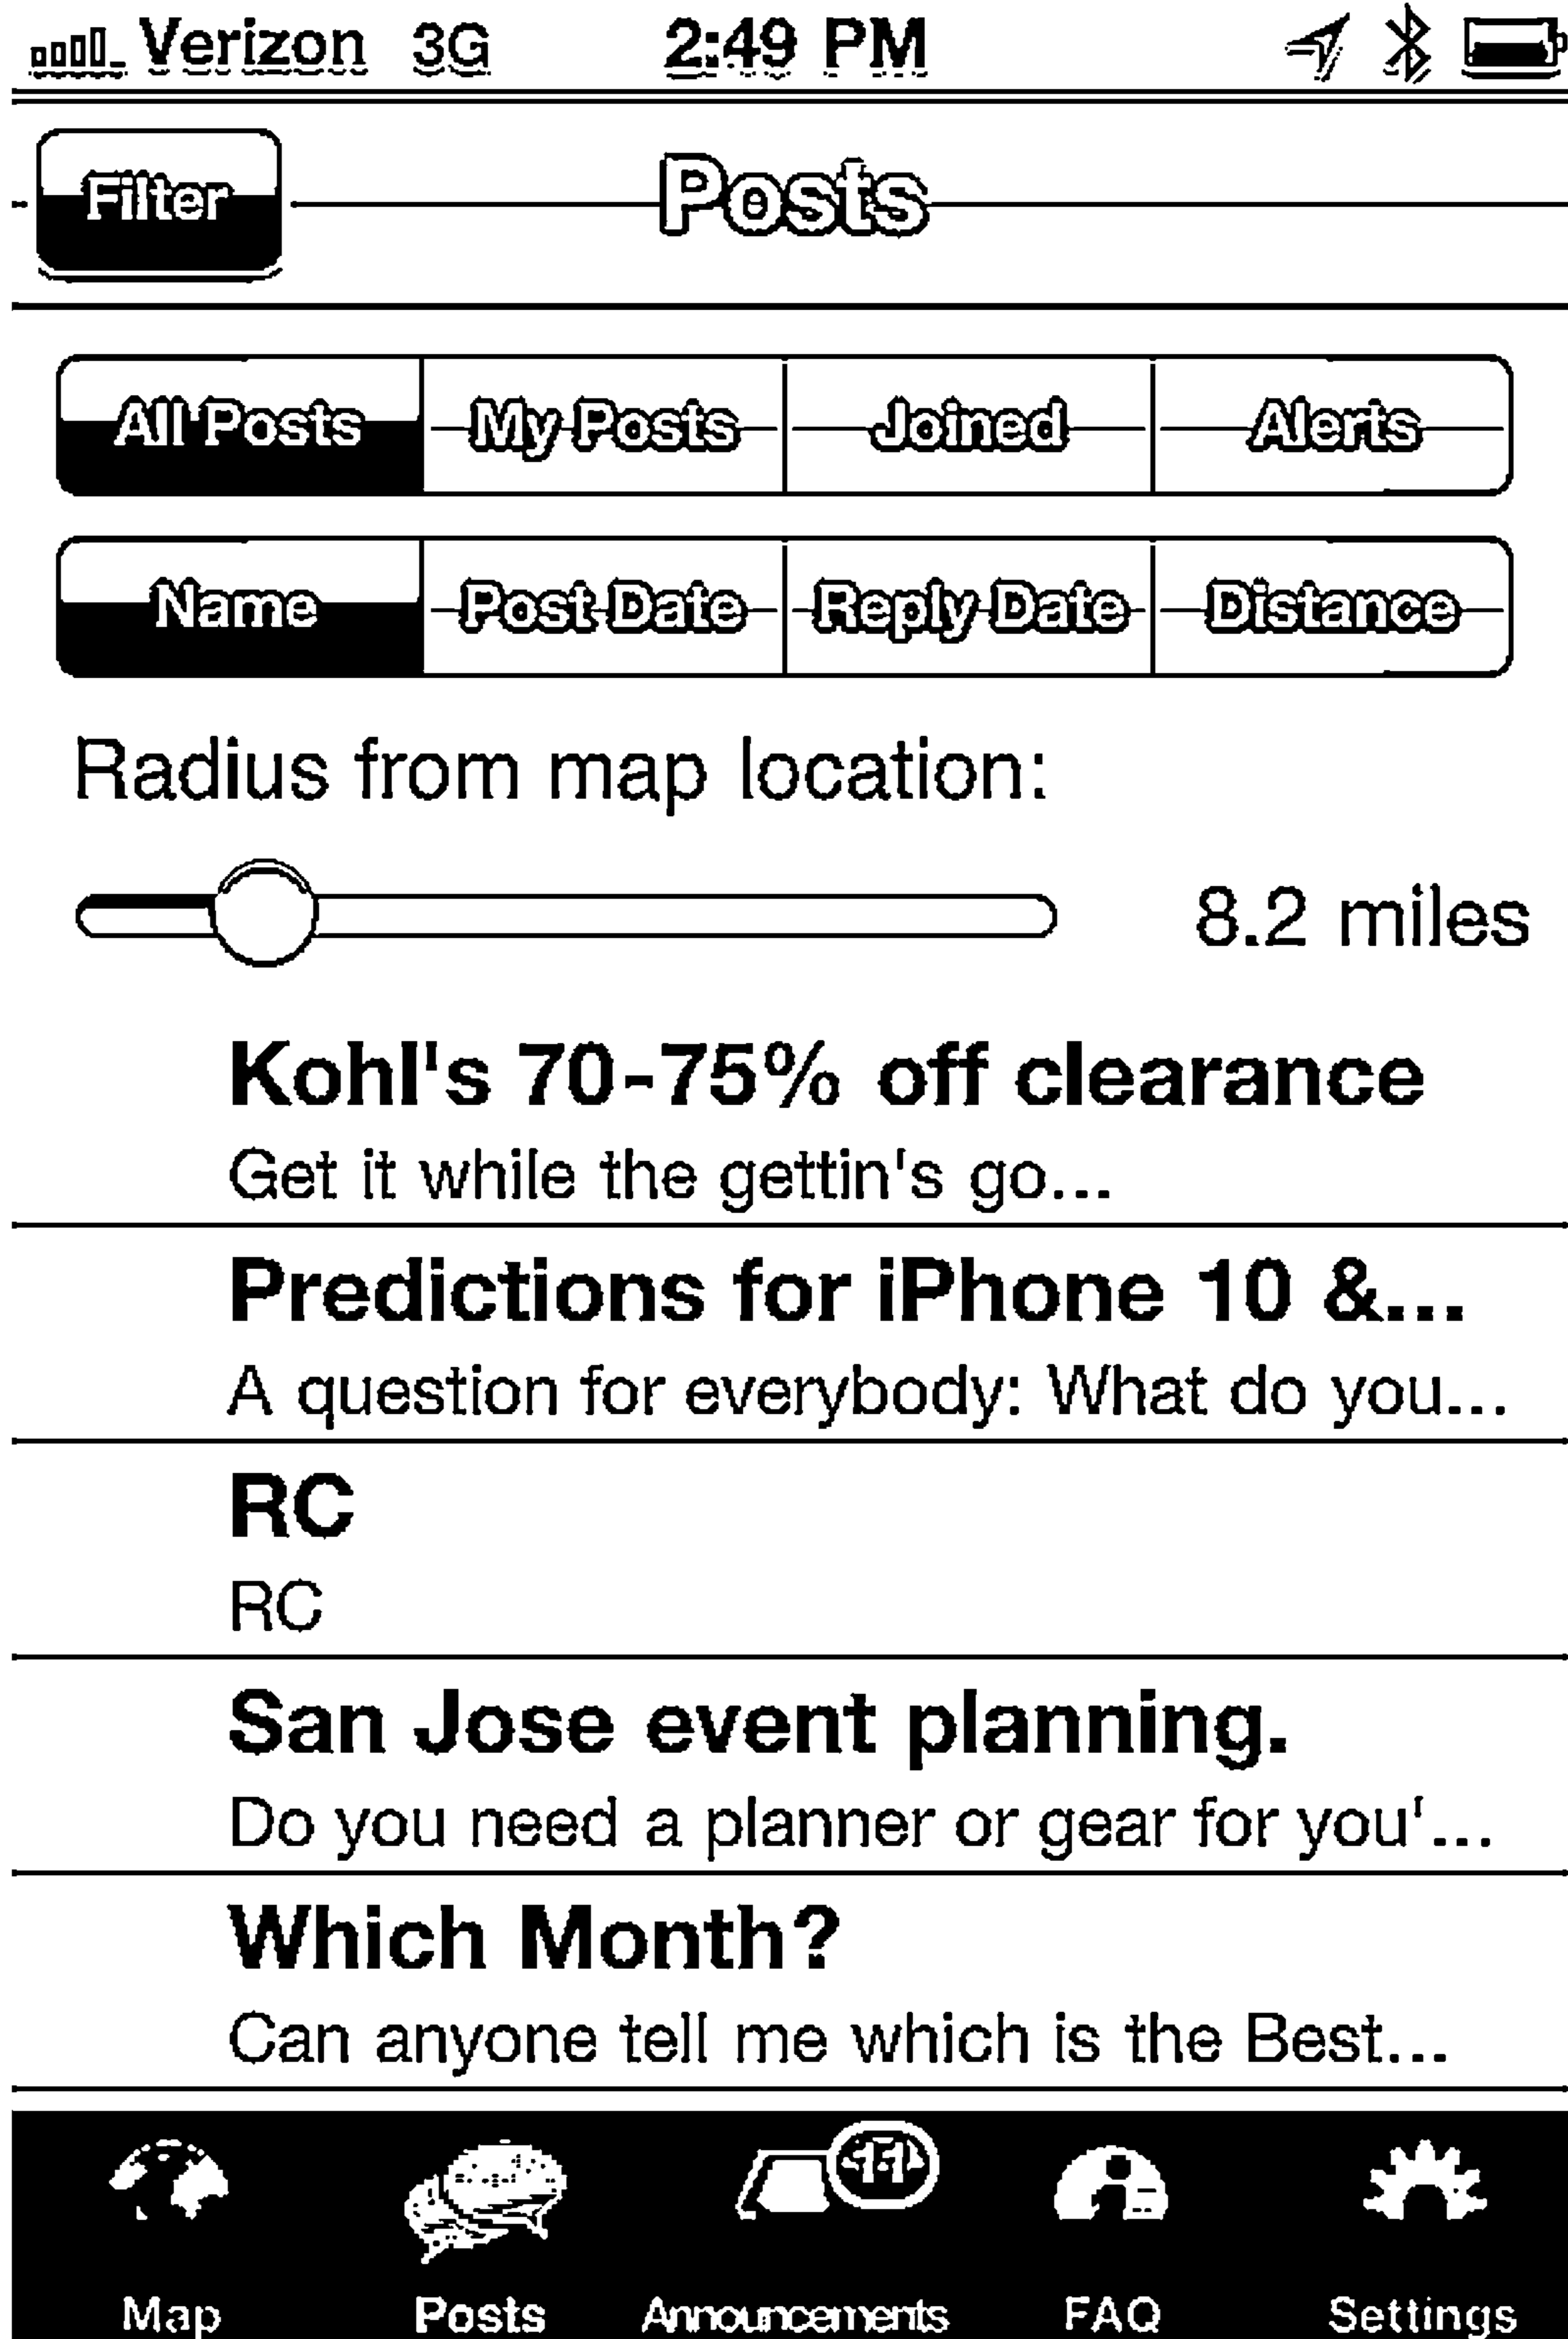 Verizon 3G 2:49 PM
Filter Posts
All Posts My Posts Joined Alerts
Name Post Date Reply Date Distance
Radius from map location:
8.2 miles
Kohl's 70-75% off clearance
Get it while the gettin's go...
Predictions for iPhone 10 &...
A question for everybody: What do you...
RC
RC
San Jose event planning.
Do you need a planner or gear for you'...
Which Month?
Can anyone tell me which is the Best...
11
Map Posts Announcements FAQ Settings